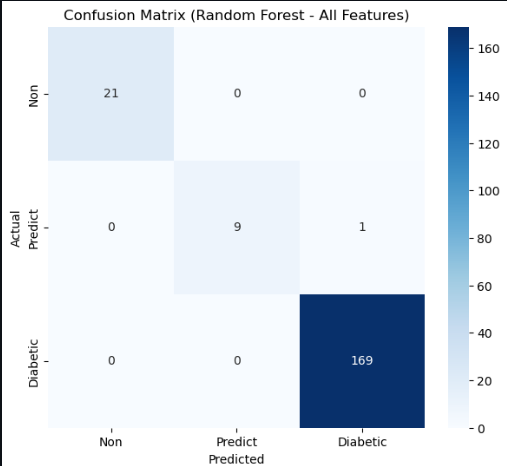 Confusion Matrix (Random Forest - All Features)
Non
21
0
0
Actual
Predict
0
9
1
Diabetic
0
0
169
Non
Predict
Diabetic
Predicted
160
140
120
100
80
60
40
20
0